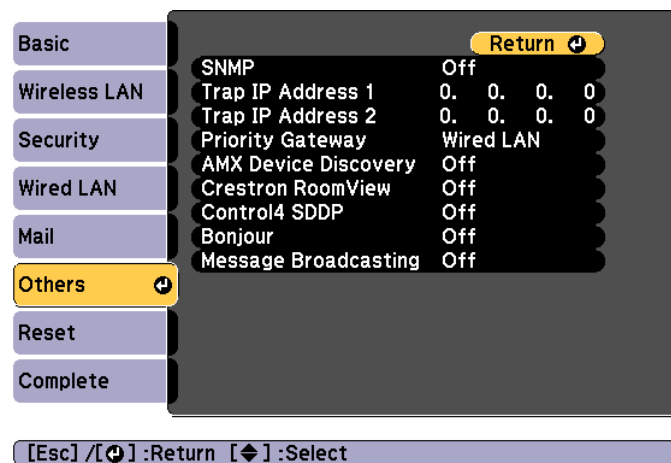 Basic
Wireless LAN
Security
Wired LAN
Mail
Others
Reset
Complete
Return
SNMP Off
Trap IP Address 1 0. 0. 0. 0
Trap IP Address 2 0. 0. 0. 0
Priority Gateway Wired LAN
AMX Device Discovery Off
Crestron RoomView Off
Control4 SDDP Off
Bonjour Off
Message Broadcasting Off
[Esc] /[⏎] :Return [◆] :Select